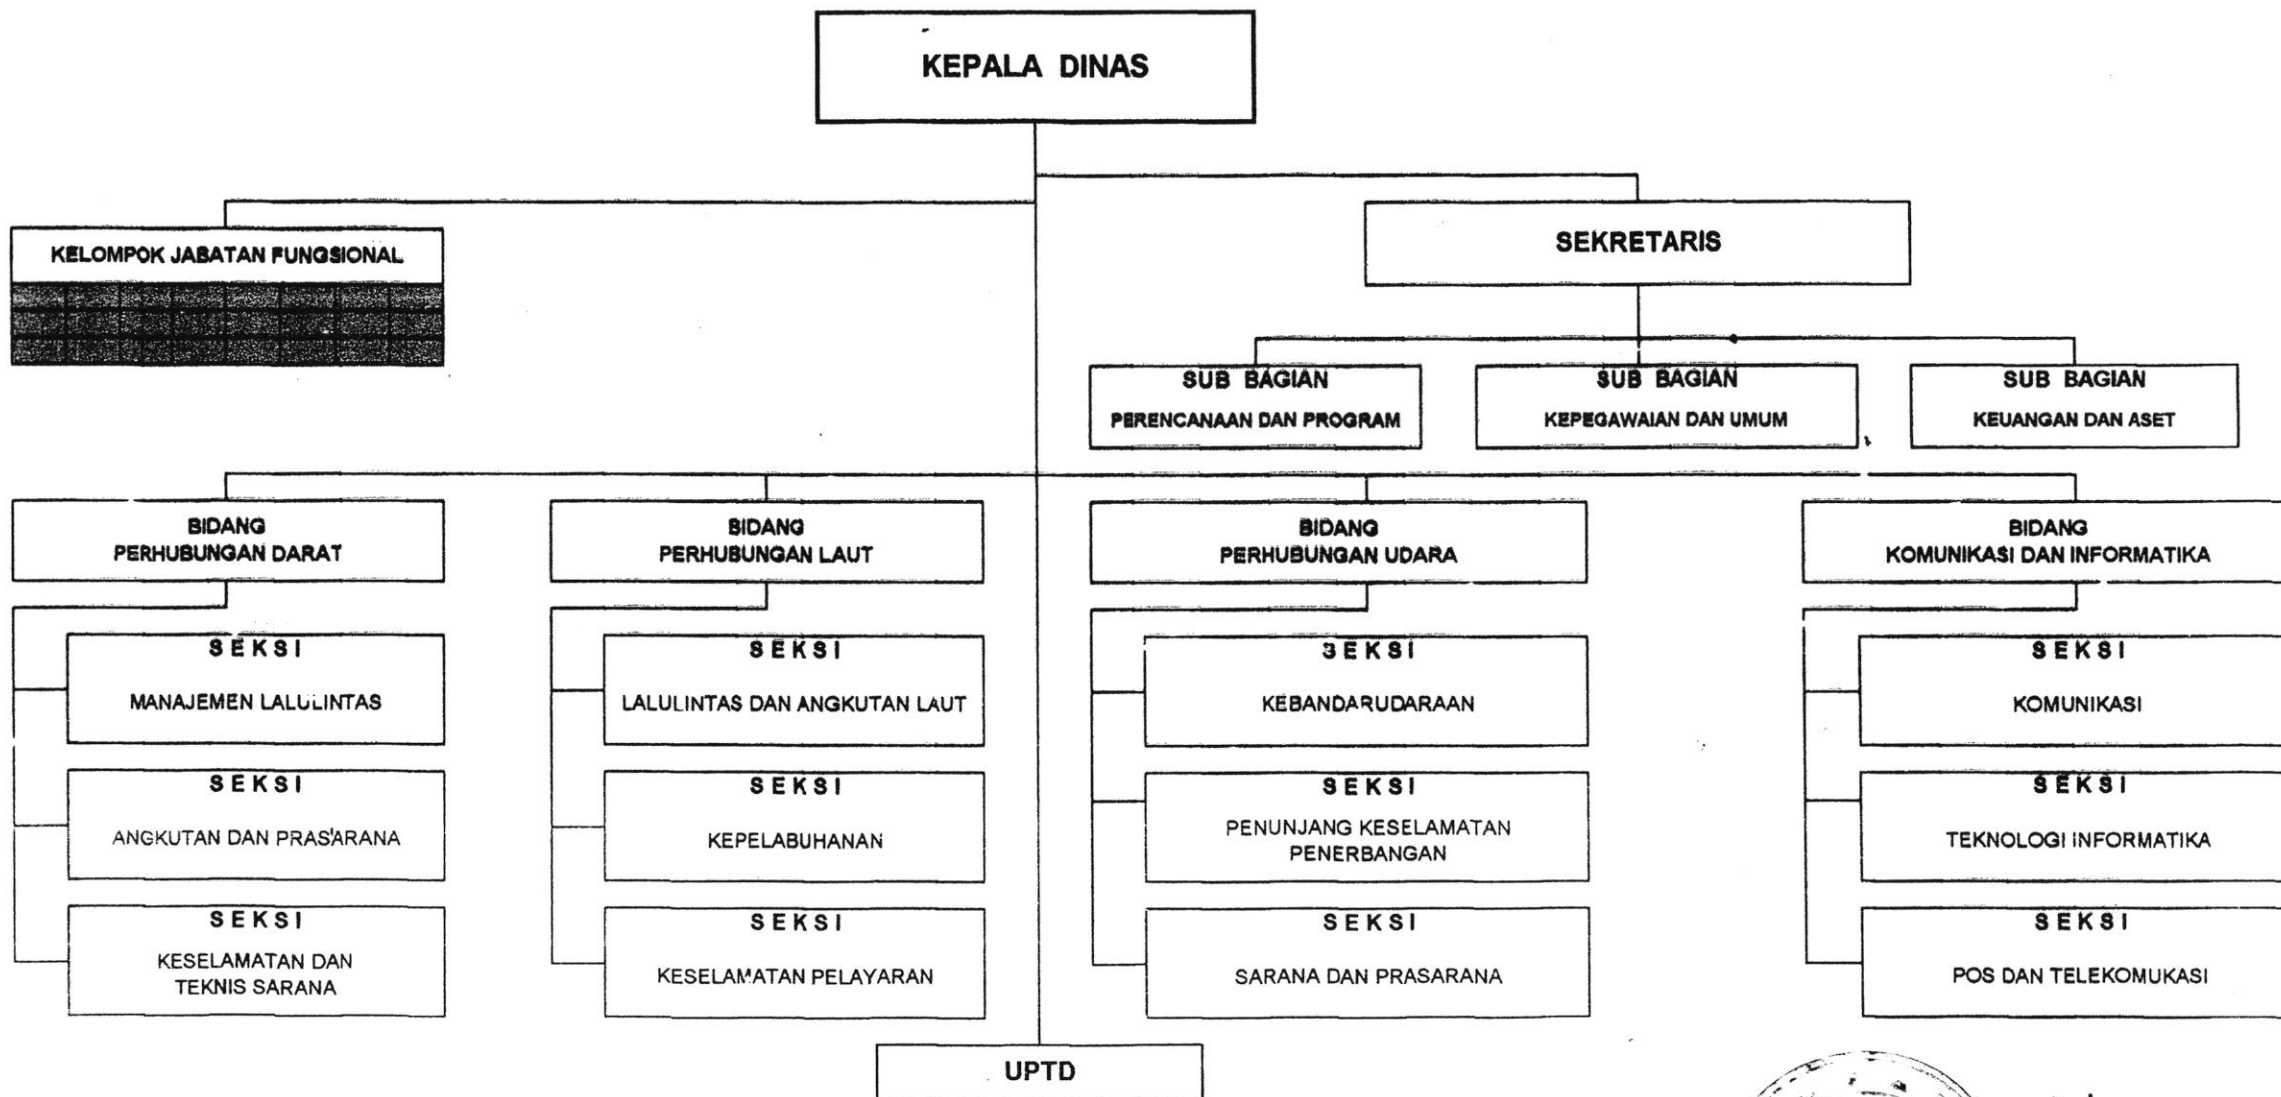 KEPALA DINAS
SEKRETARIS
KELOMPOK JABATAN FUNGSIONAL
SUB BAGIAN
PERENCANAAN DAN PROGRAM
SUB BAGIAN
KEPEGAWAIAN DAN UMUM
SUB BAGIAN
KEUANGAN DAN ASET
BIDANG
PERHUBUNGAN DARAT
BIDANG
PERHUBUNGAN LAUT
BIDANG
PERHUBUNGAN UDARA
BIDANG
KOMUNIKASI DAN INFORMATIKA
SEKSI
MANAJEMEN LALULINTAS
SEKSI
LALULINTAS DAN ANGKUTAN LAUT
SEKSI
KEBANDARUDARAAN
SEKSI
KOMUNIKASI
SEKSI
ANGKUTAN DAN PRASARANA
SEKSI
KEPELABUHANAN
SEKSI
PENUNJANG KESELAMATAN
PENERBANGAN
SEKSI
TEKNOLOGI INFORMATIKA
SEKSI
KESELAMATAN DAN
TEKNIS SARANA
SEKSI
KESELAMATAN PELAYARAN
SEKSI
SARANA DAN PRASARANA
SEKSI
POS DAN TELEKOMUKASI
UPTD